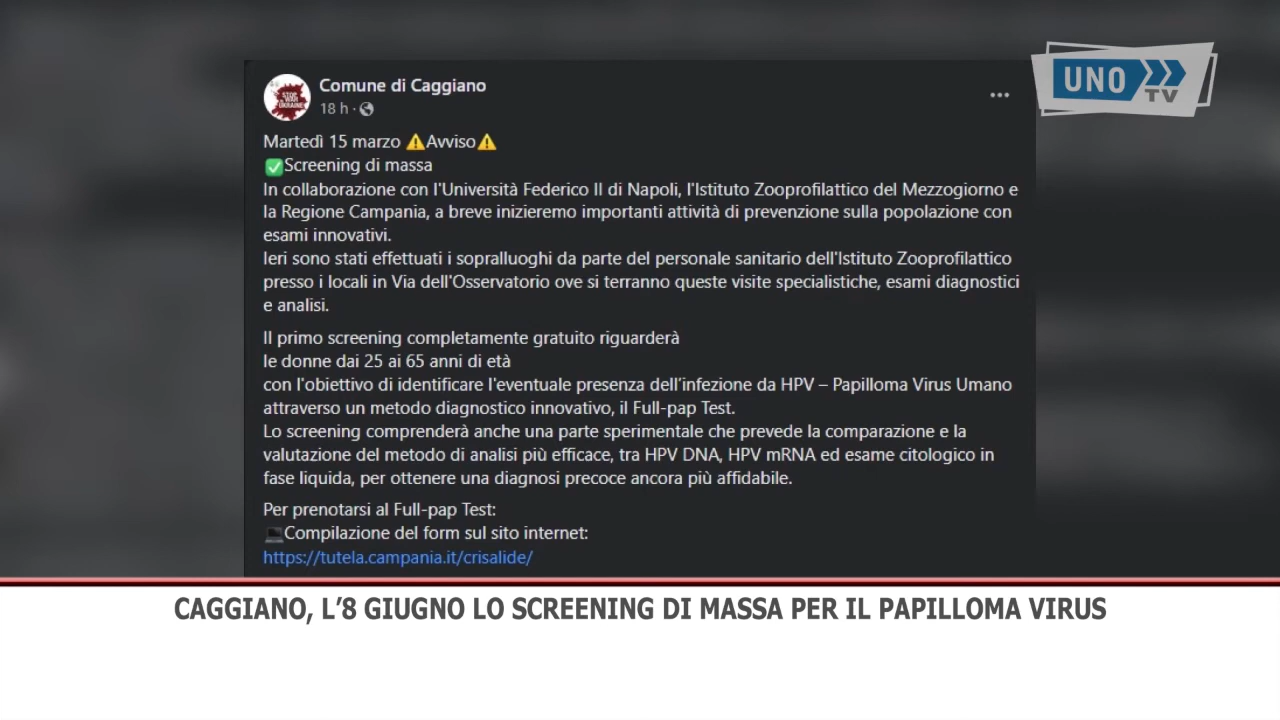 UNO
TV
Comune di Caggiano
18 h ·
Martedì 15 marzo ⚠️Avviso⚠️
✅Screening di massa
In collaborazione con l'Università Federico II di Napoli, l'Istituto Zooprofilattico del Mezzogiorno e
la Regione Campania, a breve inizieremo importanti attività di prevenzione sulla popolazione con
esami innovativi.
Ieri sono stati effettuati i sopralluoghi da parte del personale sanitario dell'Istituto Zooprofilattico
presso i locali in Via dell'Osservatorio ove si terranno queste visite specialistiche, esami diagnostici
e analisi.
Il primo screening completamente gratuito riguarderà
le donne dai 25 ai 65 anni di età
con l'obiettivo di identificare l'eventuale presenza dell'infezione da HPV – Papilloma Virus Umano
attraverso un metodo diagnostico innovativo, il Full-pap Test.
Lo screening comprenderà anche una parte sperimentale che prevede la comparazione e la
valutazione del metodo di analisi più efficace, tra HPV DNA, HPV mRNA ed esame citologico in
fase liquida, per ottenere una diagnosi precoce ancora più affidabile.
Per prenotarsi al Full-pap Test:
💻Compilazione del form sul sito internet:
https://tutela.campania.it/crisalide/
CAGGIANO, L'8 GIUGNO LO SCREENING DI MASSA PER IL PAPILLOMA VIRUS